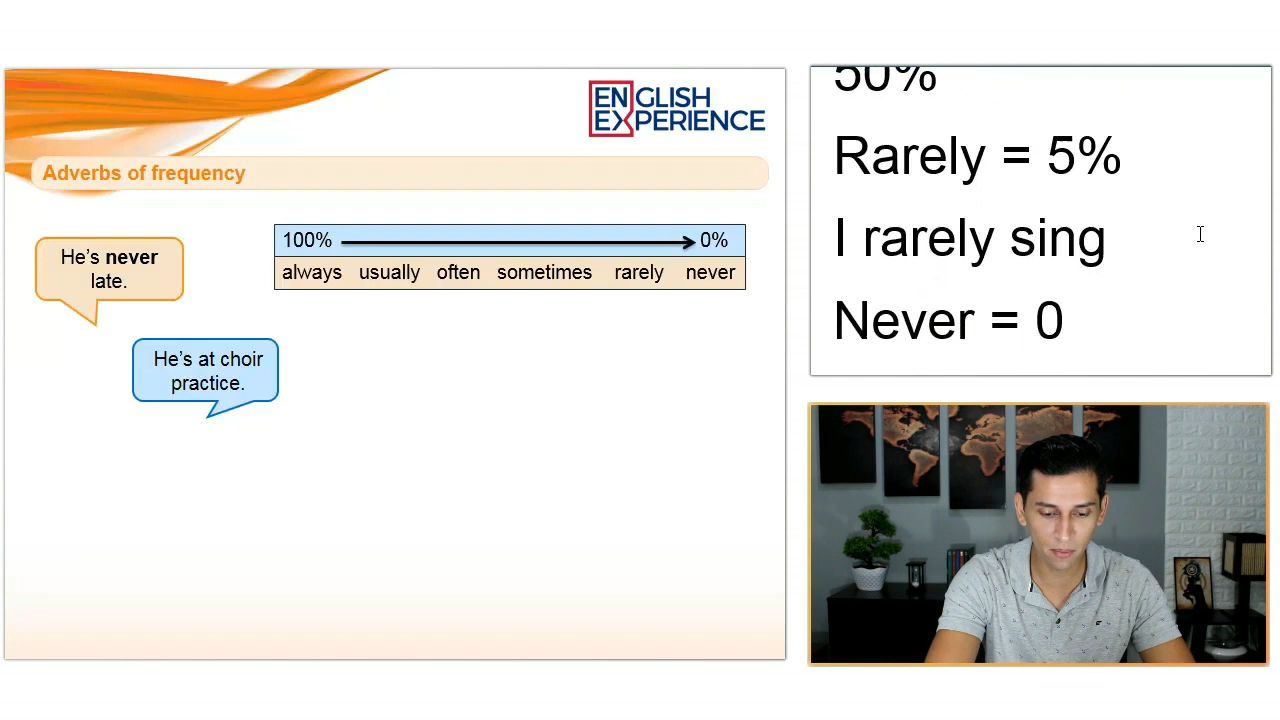 ENGLISH
EXPERIENCE
Adverbs of frequency
He's never
late.
100% 0%
always usually often sometimes rarely never
He's at choir
practice.
50%
Rarely = 5%
I rarely sing
Never = 0